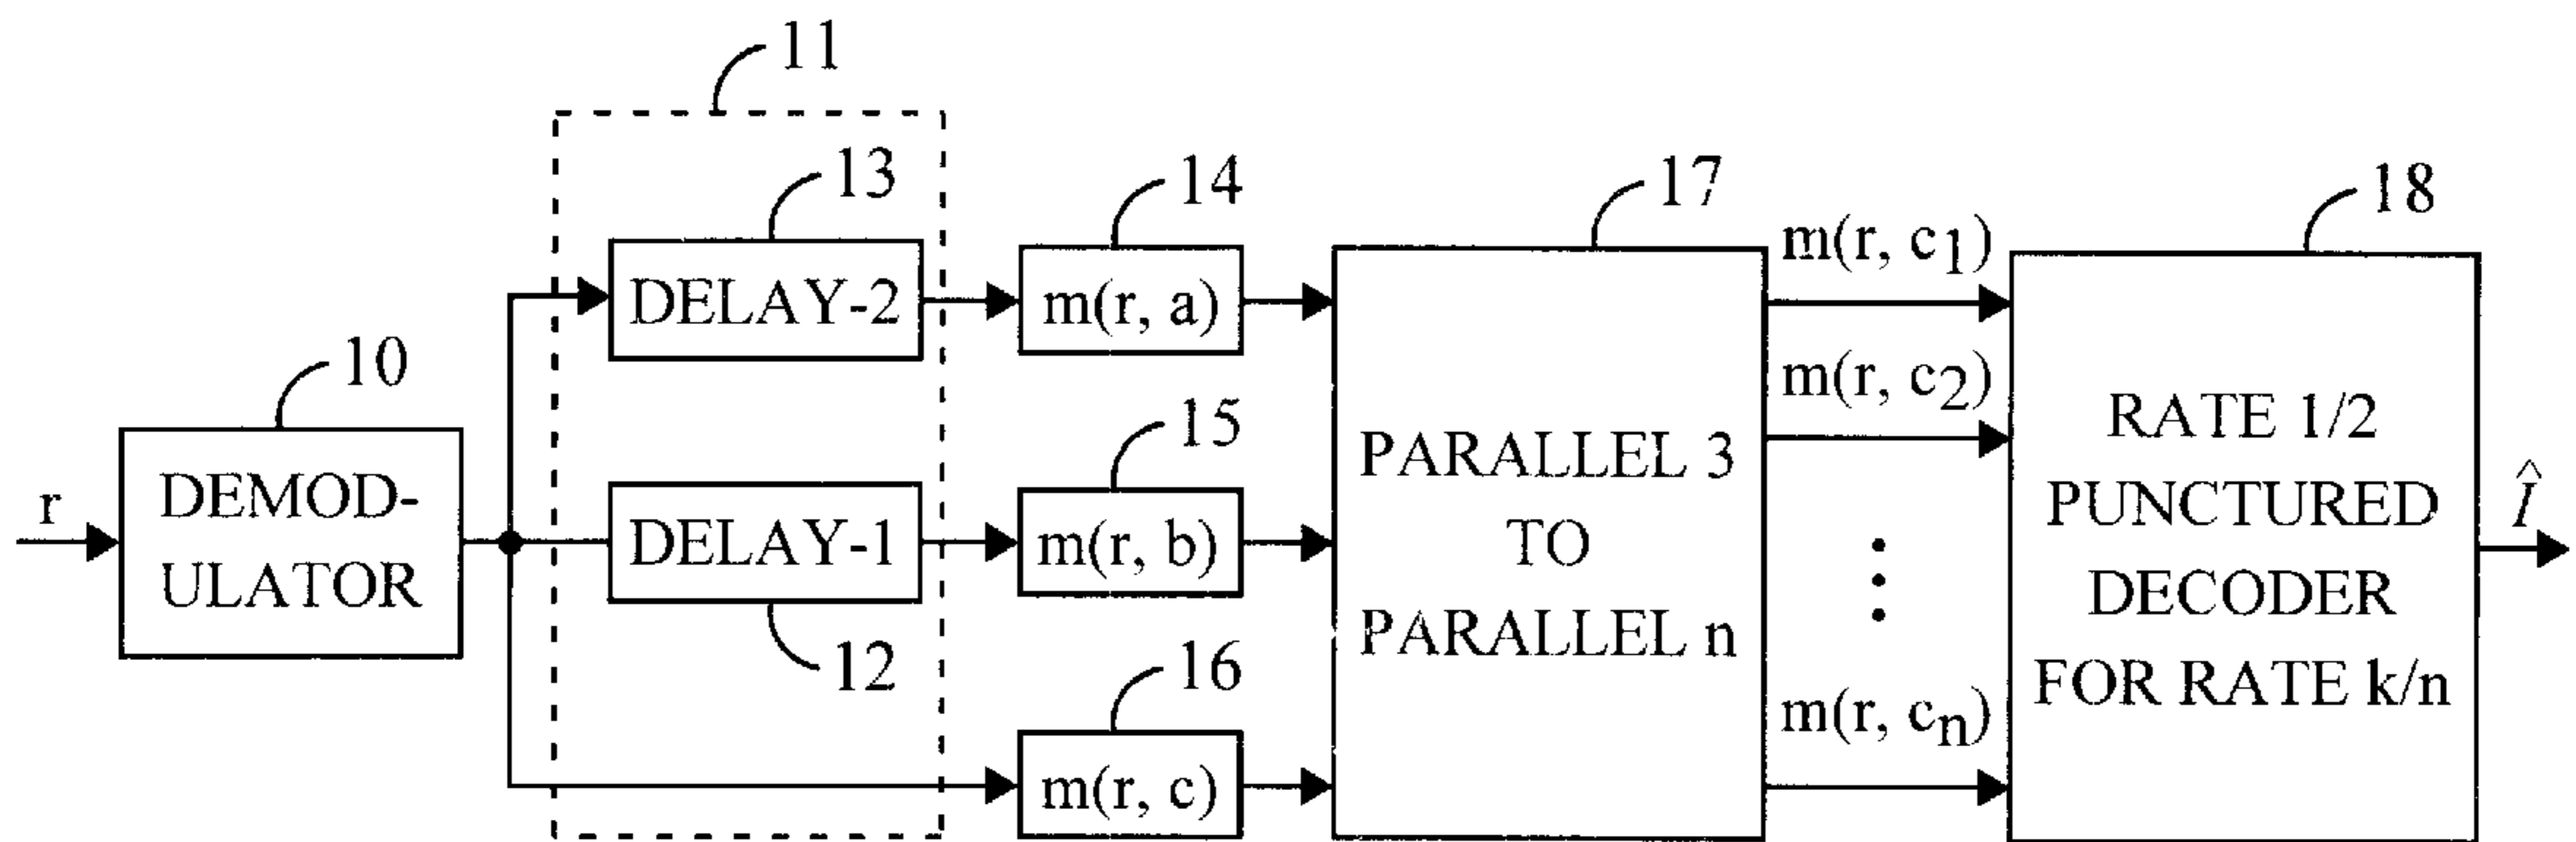 11
13
14
17
18
DELAY-2
m(r, a)
m(r, c1)
10
m(r, c2)
r
DEMOD-
ULATOR
15
DELAY-1
m(r, b)
12
PARALLEL 3
TO
PARALLEL n
RATE 1/2
PUNCTURED
DECODER
FOR RATE k/n
Î
16
m(r, c)
m(r, cn)